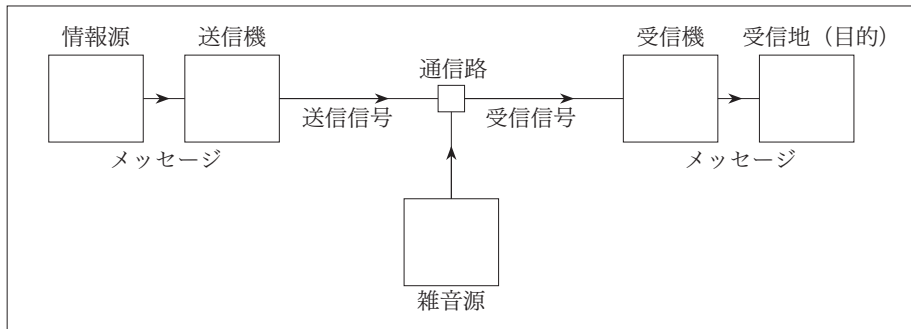 情報源
送信機
受信機
受信地（目的）
通信路
送信信号
受信信号
メッセージ
メッセージ
雑音源